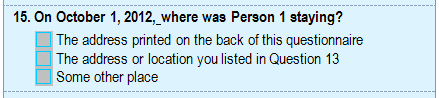 15. On October 1, 2012,_where was Person 1 staying?
The address printed on the back of this questionnaire
The address or location you listed in Question 13
Some other place